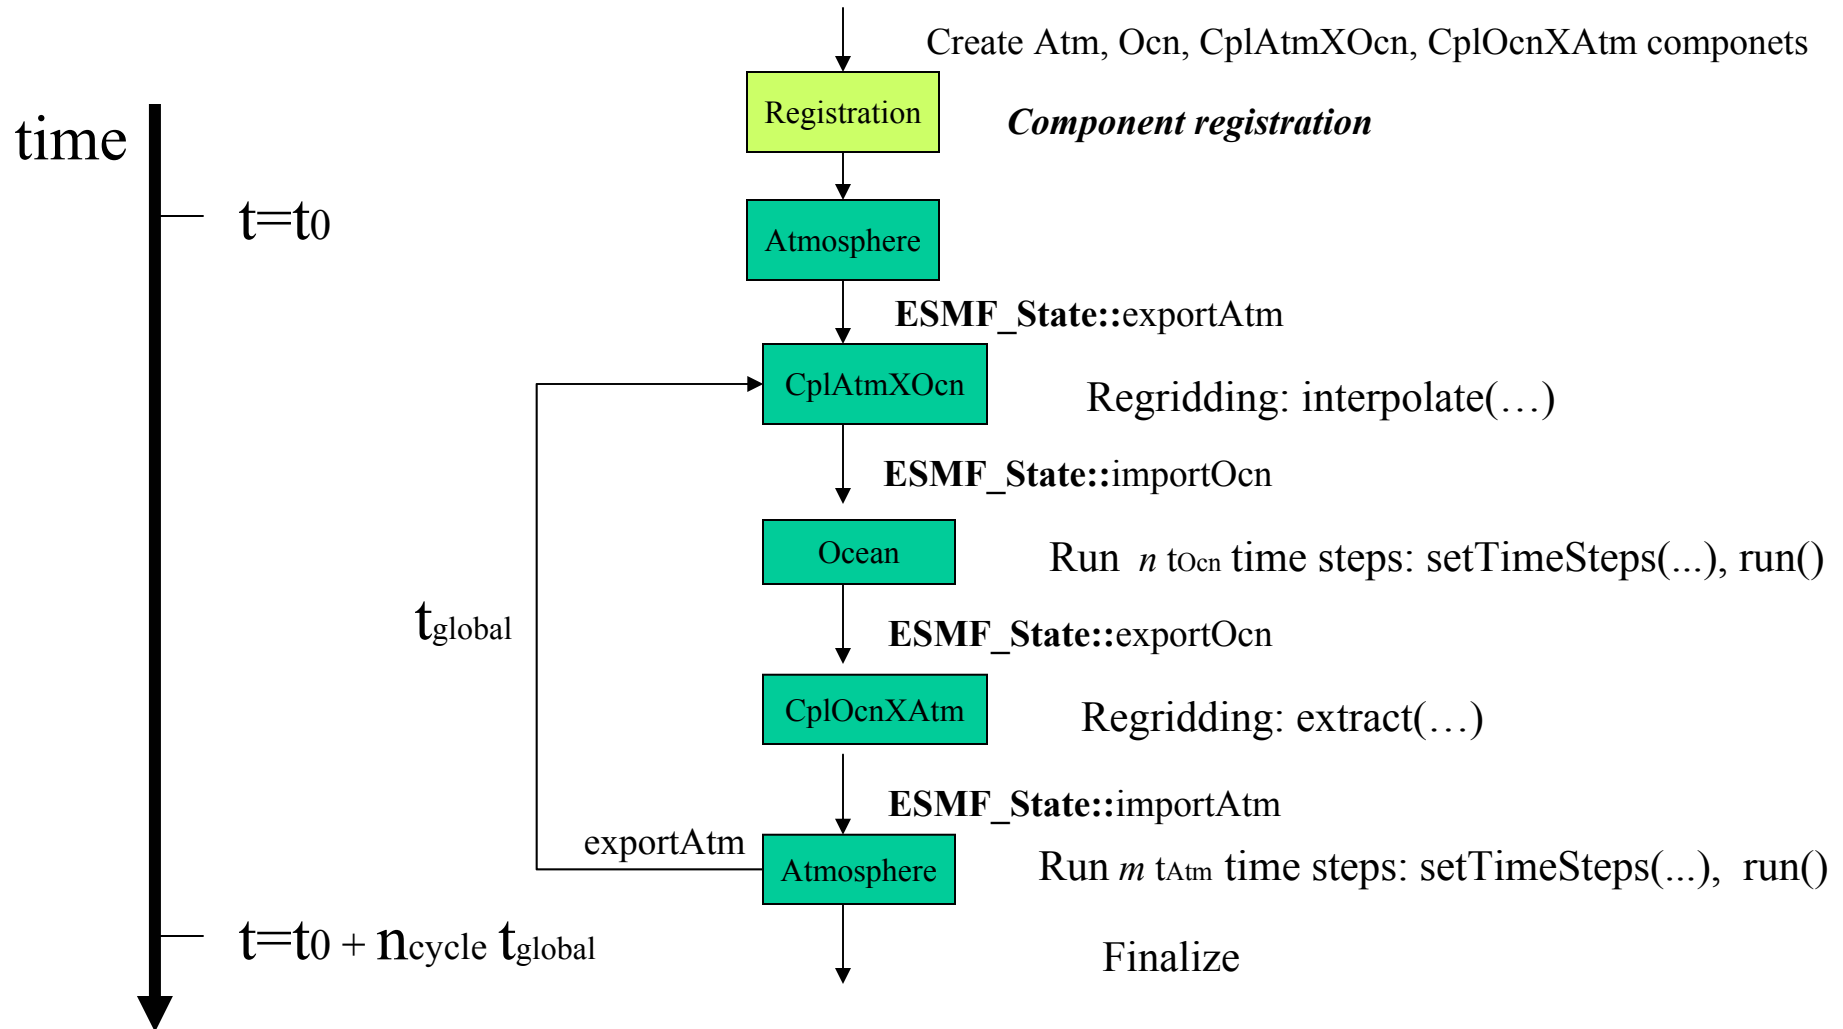 Create Atm, Ocn, CplAtmXOcn, CplOcnXAtm componets
Registration
Component registration
time
t=t0
Atmosphere
ESMF_State::exportAtm
CplAtmXOcn
Regridding: interpolate(…)
ESMF_State::importOcn
Ocean
Run n tOcn time steps: setTimeSteps(...), run()
tglobal
ESMF_State::exportOcn
CplOcnXAtm
Regridding: extract(…)
ESMF_State::importAtm
exportAtm
Atmosphere
Run m tAtm time steps: setTimeSteps(...), run()
t=t0 + ncycle tglobal
Finalize